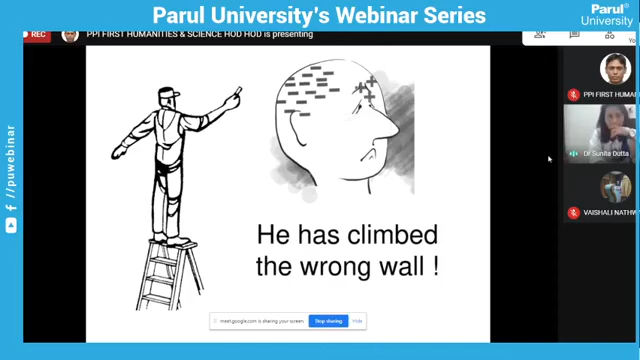 Parul University's Webinar Series
Parul®
University
REC
PPI FIRST HUMANITIES & SCIENCE HOD HOD is presenting
Yo
PPI FIRST HUMAN
Dr Sunita Dutta
VAISHALI NATHW
/ppuwebinar
He has climbed
the wrong wall !
meet.google.com is sharing your screen.
Stop sharing
Hide